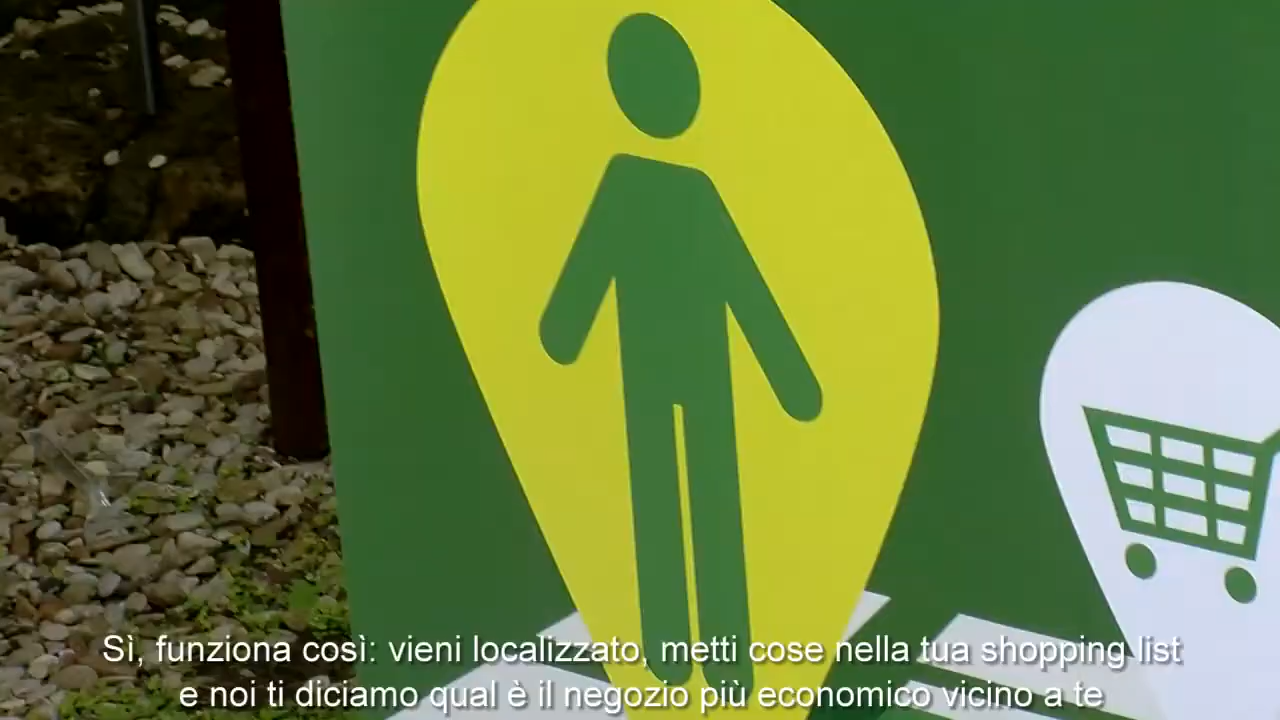 Sì, funziona così: vieni localizzato, metti cose nella tua shopping list
e noi ti diciamo qual è il negozio più economico vicino a te